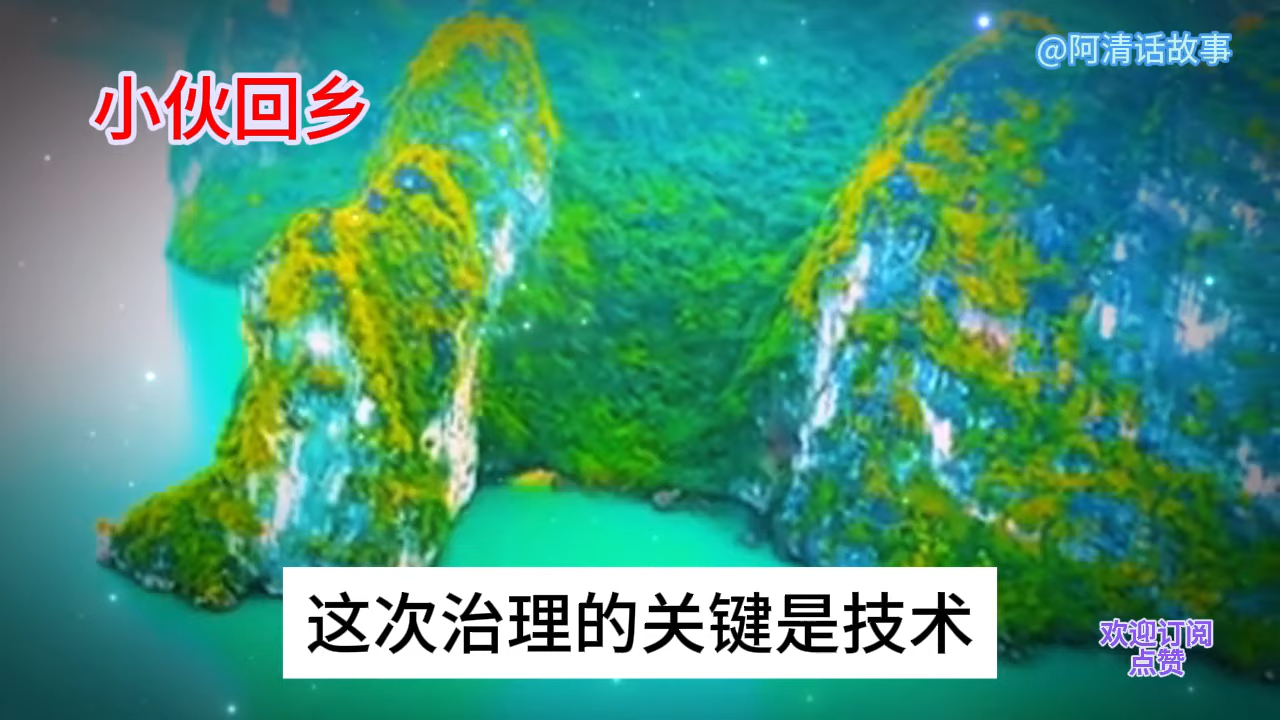 @阿清话故事
小伙回乡
这次治理的关键是技术
欢迎订阅
点赞